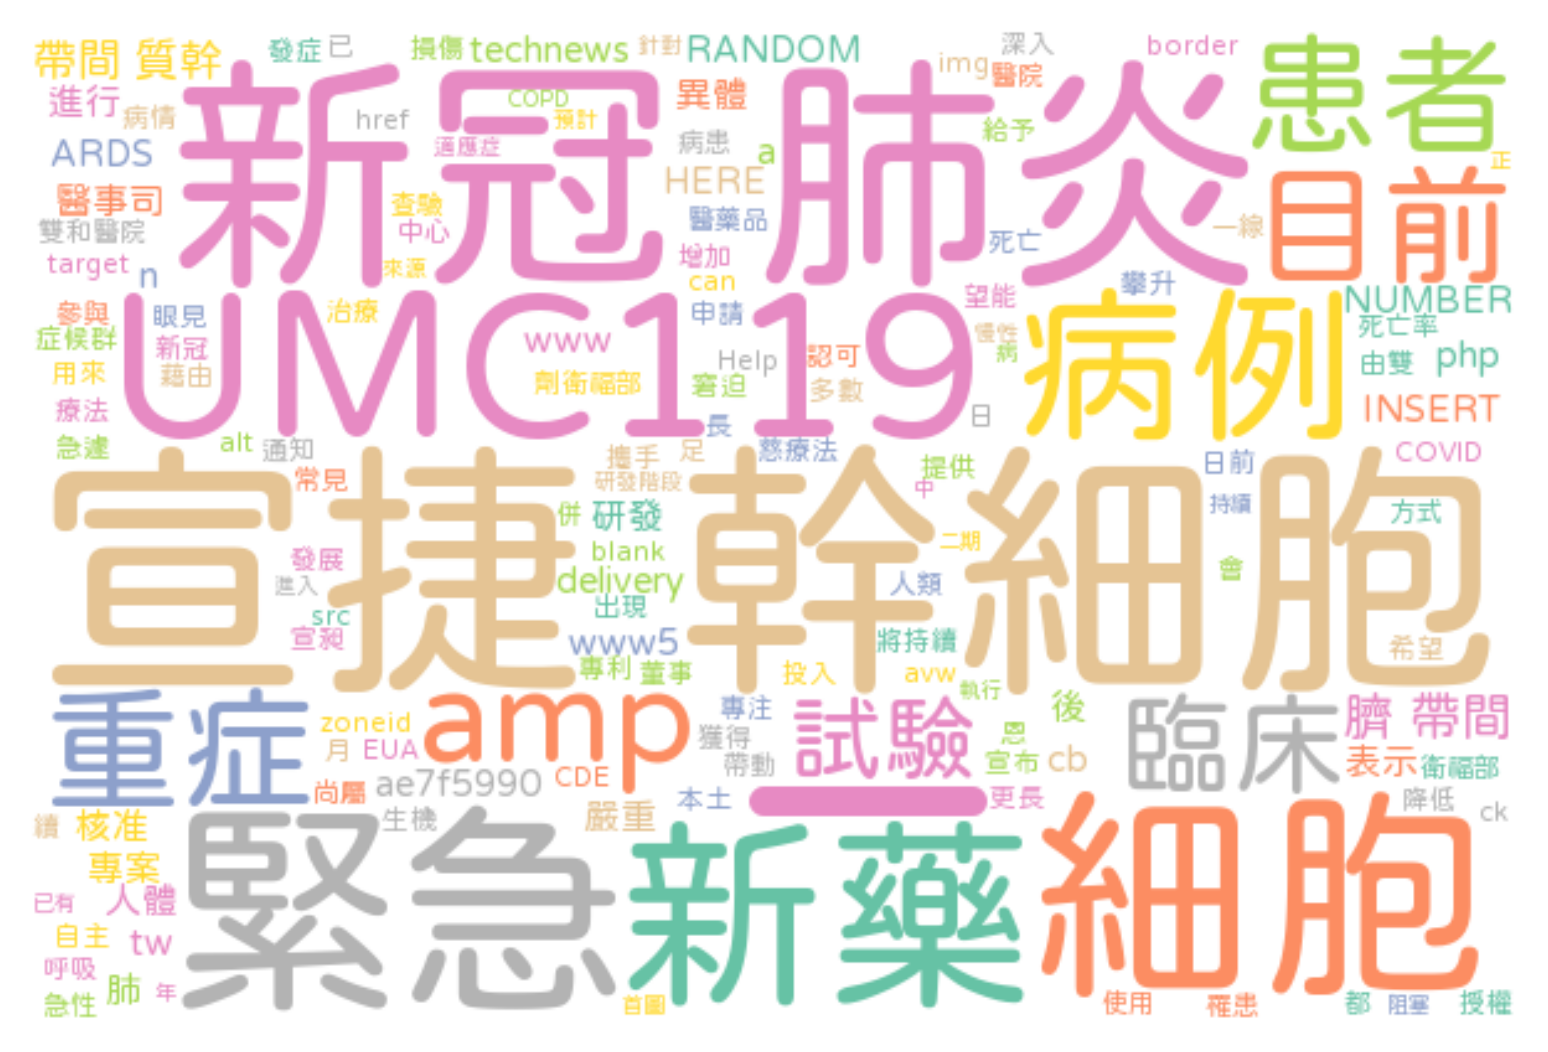 帶間 質幹 發症 已 損傷 technews 針對 RANDOM 深入 border
img 醫院
患者
進行 病情 href COPD 預計 異體 給予
新冠 肺炎
ARDS 適應症 病患 a 正
醫事司 查驗 HERE 目前
雙和醫院 中心 醫藥品 死亡 一線
target n 來源 增加 can 攀升
參與 眼見 治療 申請 望能 NUMBER
症候群 新冠 www 慢性 死亡率
UMC119 病例
用來 藉由 劑衛福部 Help 認可 病 由雙 php
療法 窘迫 多數 日 INSERT
急遽 alt 通知 長 慈療法 COVID
常見 攜手 足 提供 日前
研發階段 中 持續
宣捷 幹細胞
併 研發 方式
發展 blank 二期
進入 delivery 人類 會
src 出現
宣昶 www5 將持續 希望
專利 董事 投入 avw
執行
重症 zoneid amp 專注 試驗 後 臨床 臍 帶間
月 EUA 獲得 恩
宣布 cb 表示 衛福部
尚屬 ae7f5990 CDE 帶動
本土 更長 降低
續 核准 生機 嚴重 ck
專案
緊急 新藥 細胞
已有 人體
自主 tw
呼吸
急性 肺 年 首圖 使用 罹患 都 阻塞 授權